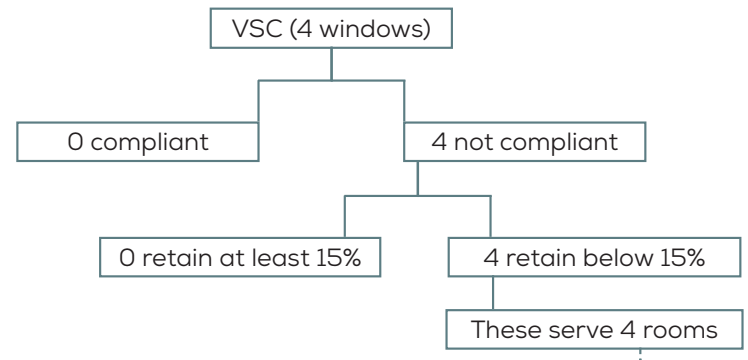 VSC (4 windows)
0 compliant
4 not compliant
0 retain at least 15%
4 retain below 15%
These serve 4 rooms